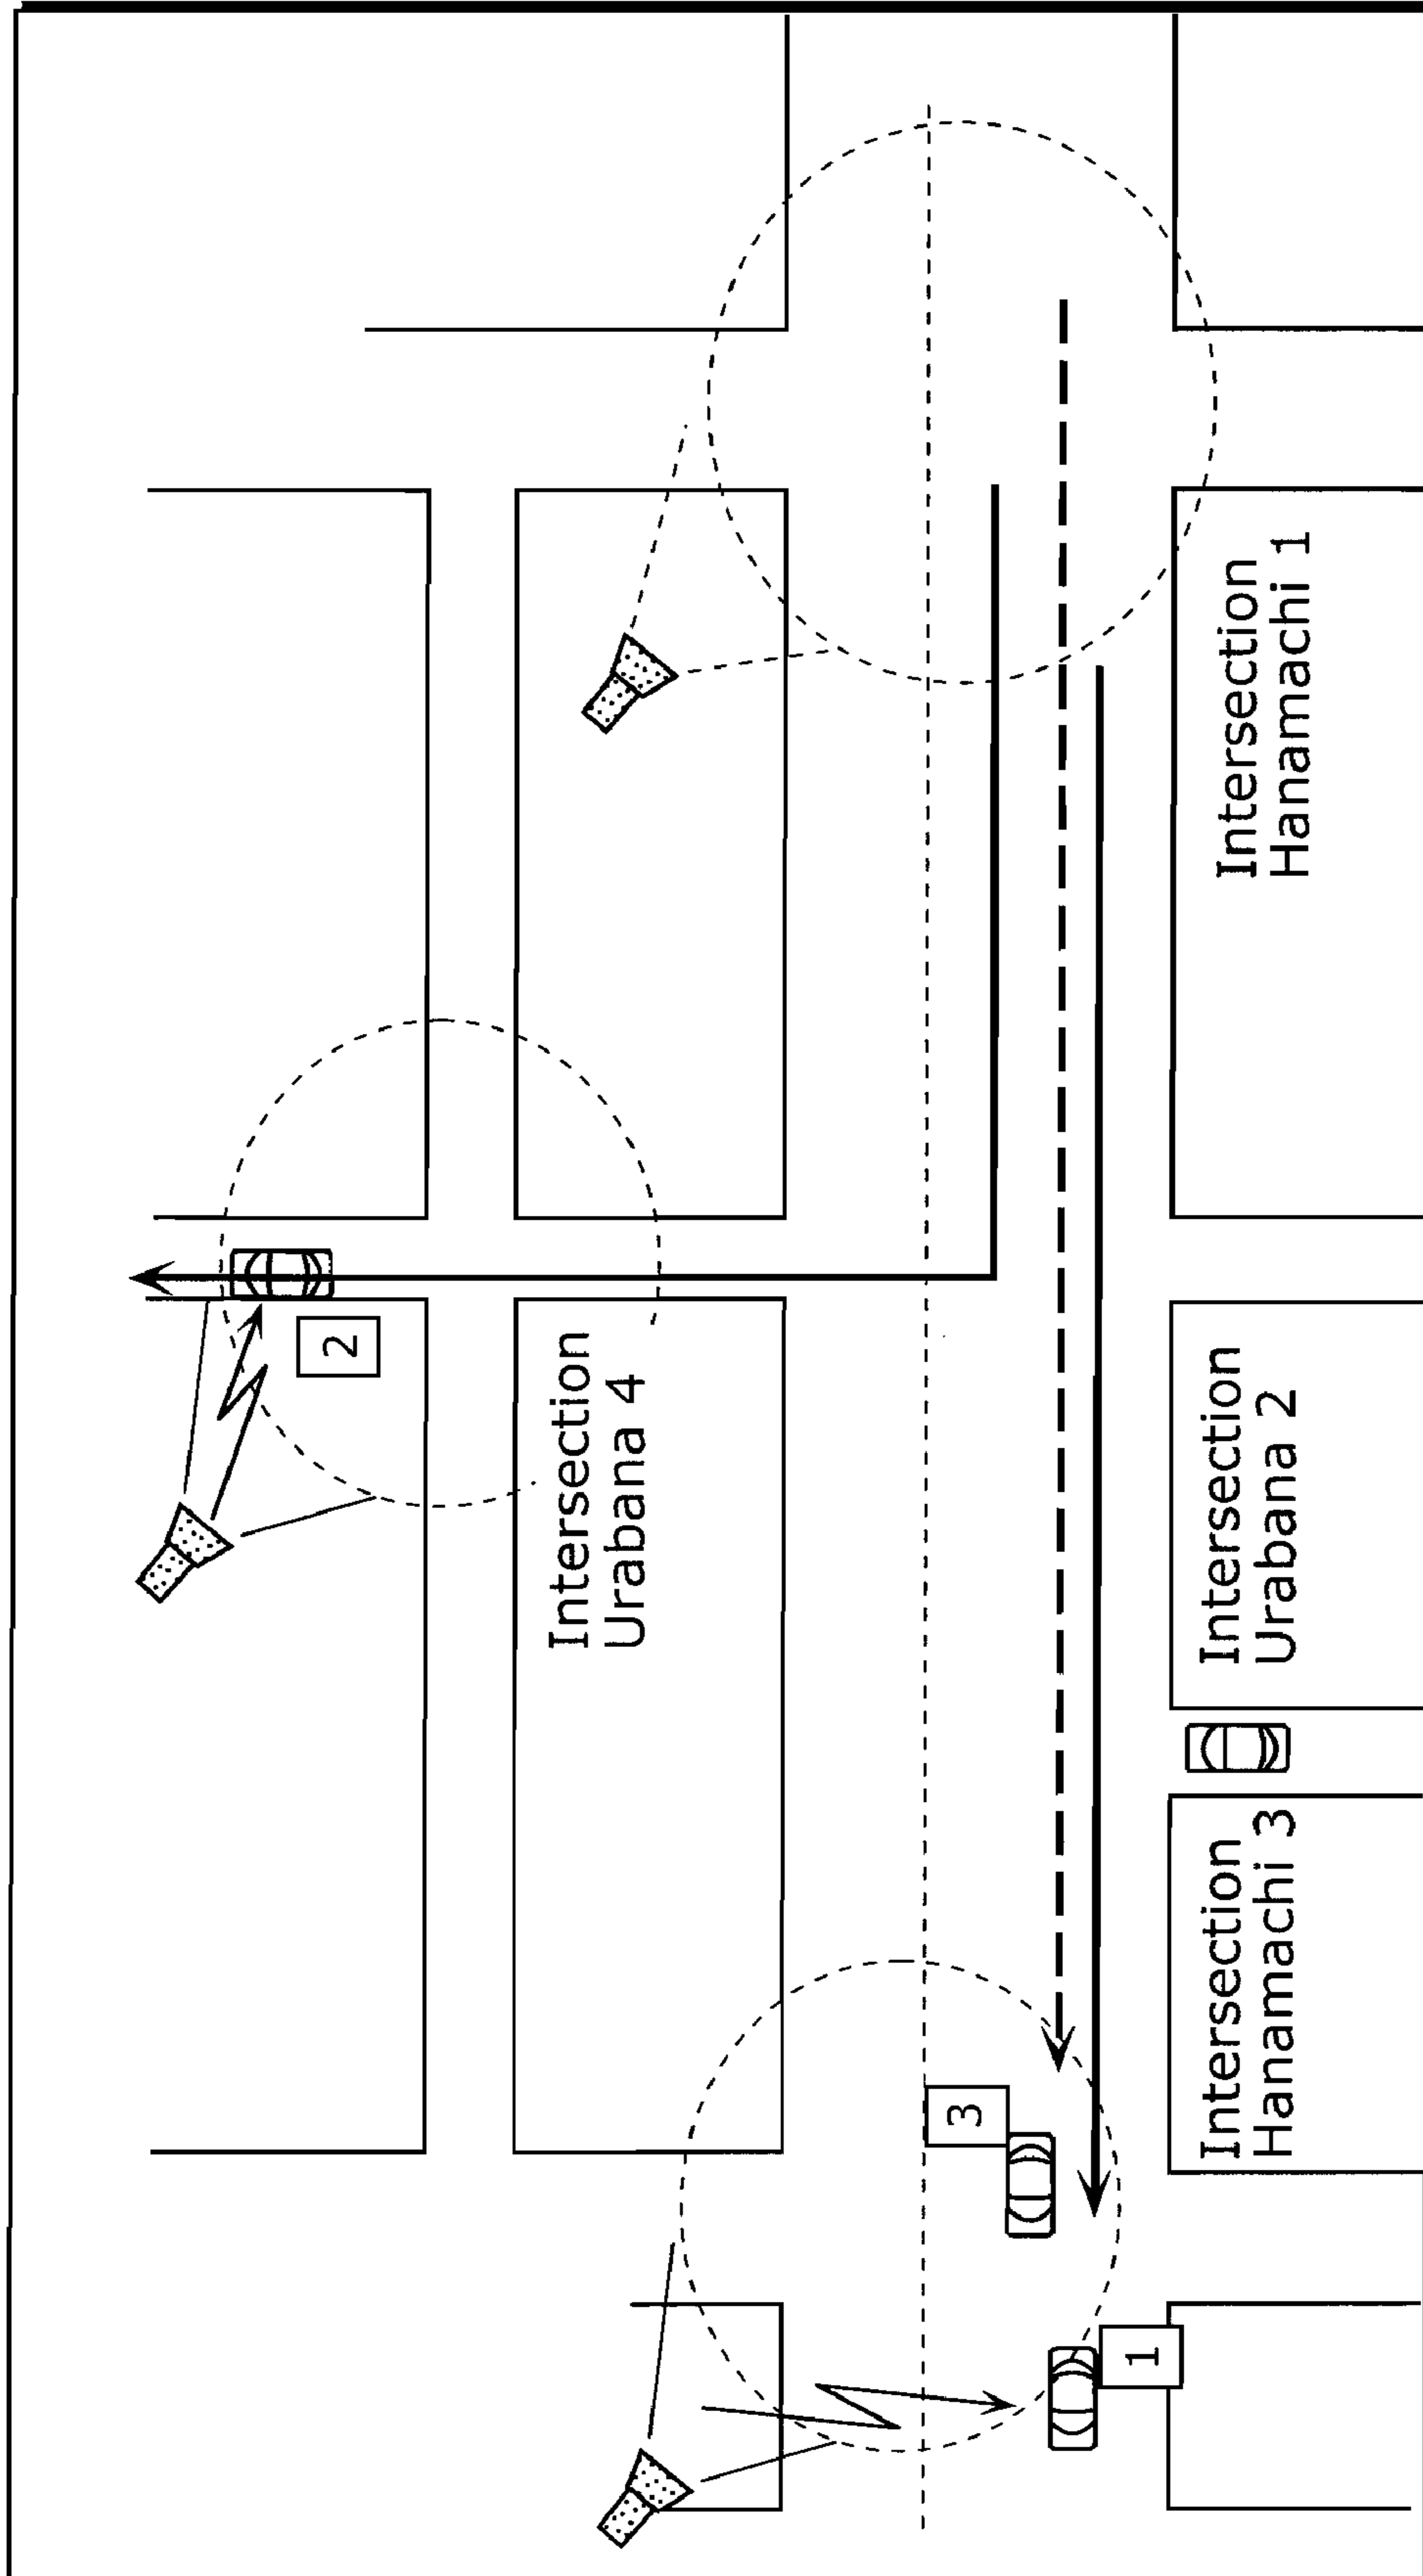 2
Intersection
Urabana 4
3
1
Intersection
Hanamachi 3
Intersection
Urabana 2
Intersection
Hanamachi 1